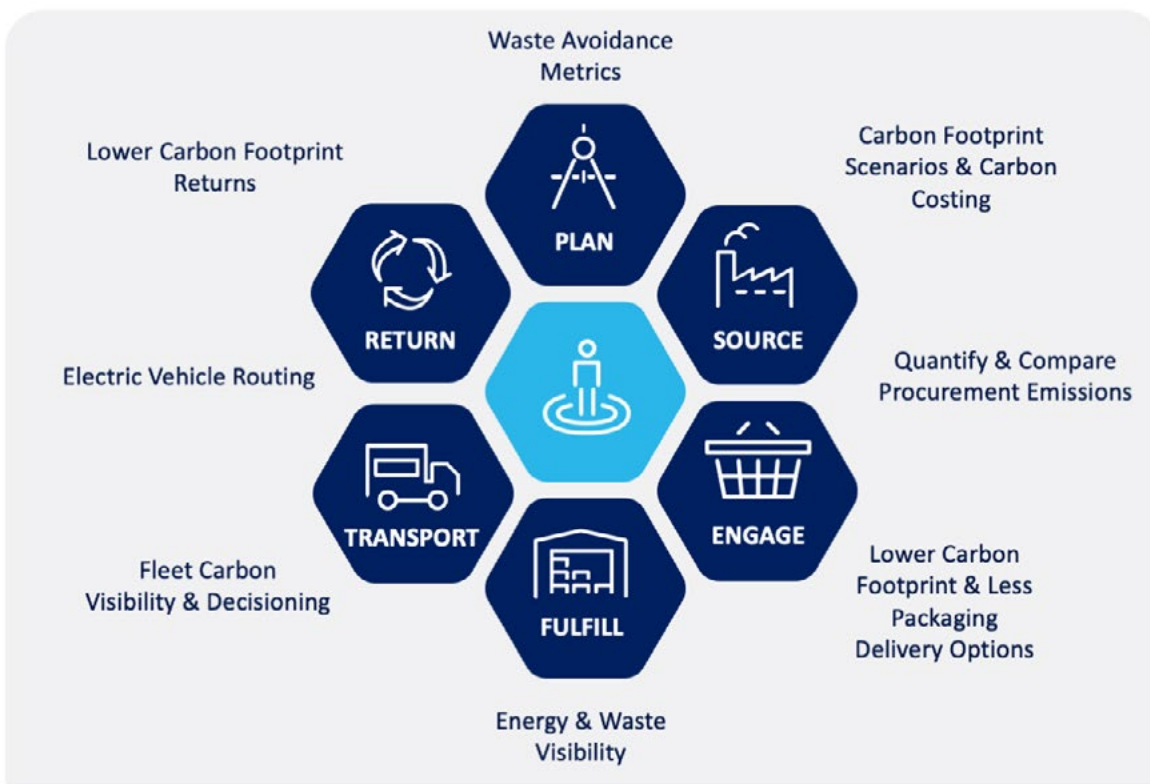 Waste Avoidance
Metrics
Lower Carbon Footprint
Returns
Carbon Footprint
Scenarios & Carbon
Costing
PLAN
RETURN
SOURCE
Electric Vehicle Routing
Quantify & Compare
Procurement Emissions
TRANSPORT
ENGAGE
Fleet Carbon
Visibility & Decisioning
Lower Carbon
Footprint & Less
Packaging
Delivery Options
FULFILL
Energy & Waste
Visibility